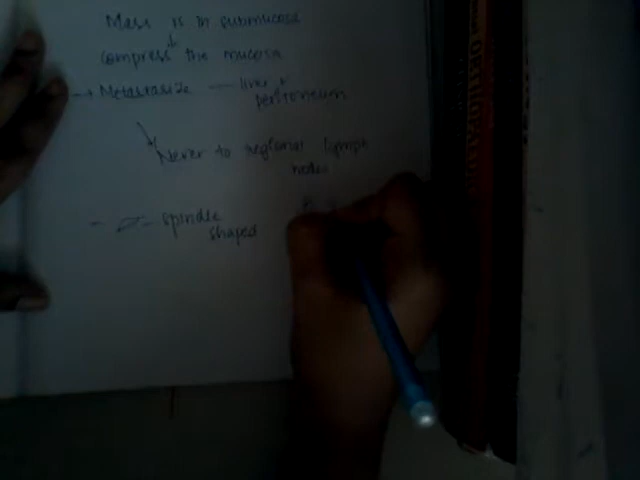 Mass is in submucosa
compress the mucosa
→ Metastasize — liver +
peritoneum
Never to regional lymph
nodes
- — spindle
shaped